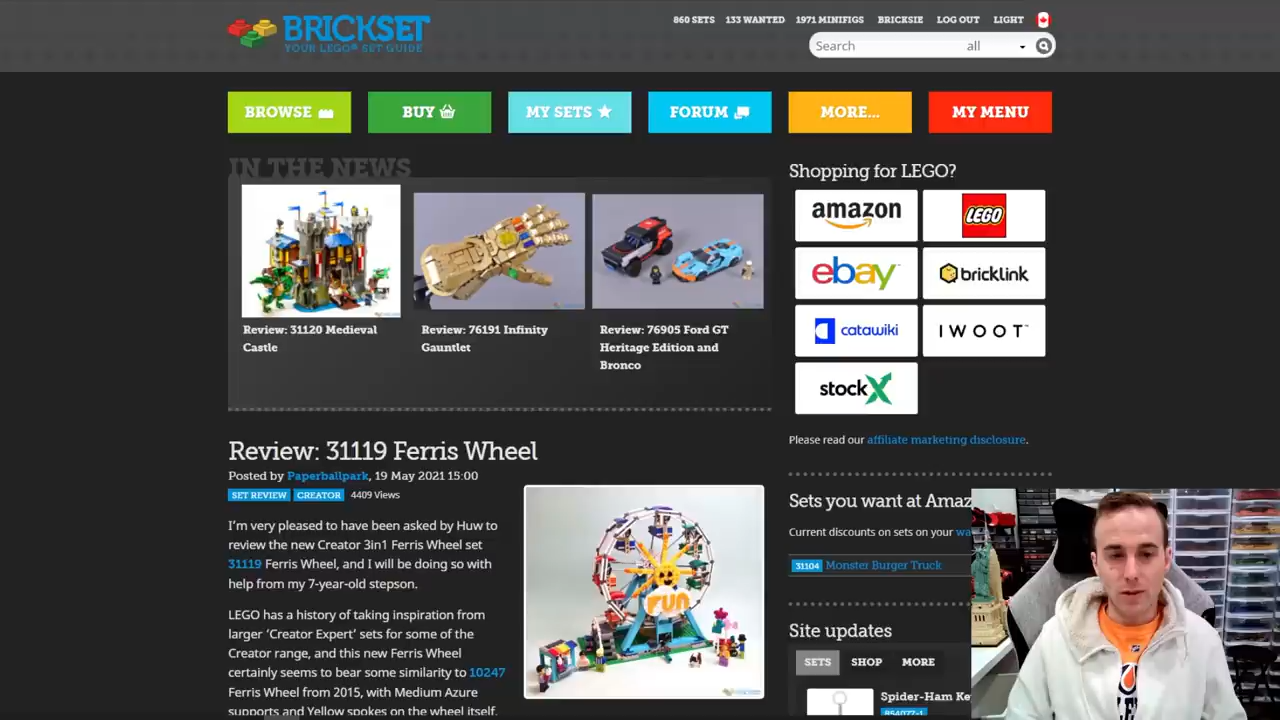 BRICKSET
YOUR LEGO® SET GUIDE
860 SETS 133 WANTED 1971 MINIFIGS BRICKSIE LOG OUT LIGHT
Search all
BROWSE BUY MY SETS FORUM MORE... MY MENU
IN THE NEWS
Review: 31120 Medieval
Castle
Review: 76191 Infinity
Gauntlet
Review: 76905 Ford GT
Heritage Edition and
Bronco
Shopping for LEGO?
amazon LEGO
ebay bricklink
catawiki IWOOT™
stockX
Please read our affiliate marketing disclosure.
Review: 31119 Ferris Wheel
Posted by Paperballpark, 19 May 2021 15:00
SET REVIEW CREATOR 4409 Views
I'm very pleased to have been asked by Huw to
review the new Creator 3in1 Ferris Wheel set
31119 Ferris Wheel, and I will be doing so with
help from my 7-year-old stepson.
LEGO has a history of taking inspiration from
larger 'Creator Expert' sets for some of the
Creator range, and this new Ferris Wheel
certainly seems to bear some similarity to 10247
Ferris Wheel from 2015, with Medium Azure
supports and Yellow spokes on the wheel itself.
Fun
Sets you want at Amaz
Current discounts on sets on your wa
31104 Monster Burger Truck
Site updates
SETS SHOP MORE
Spider-Ham Ke
854077-1